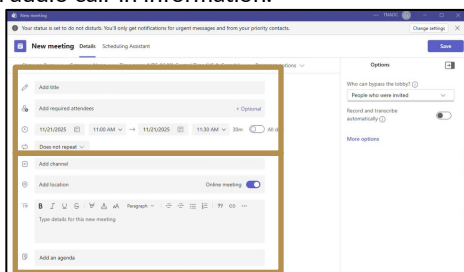 audio call-in information.
New meeting
Your status is set to do not disturb. You'll only get notifications for urgent messages and from your priority contacts.
Change settings
New meeting Details Scheduling Assistant
Save
Options
Add title
Who can bypass the lobby?
People who were invited
Add required attendees + Optional
Record and transcribe automatically
11/21/2025 11:00 AM → 11/21/2025 11:30 AM 30m All d
Does not repeat
More options
Add channel
Add location Online meeting
B I U S Paragraph
Type details for this new meeting
Add an agenda